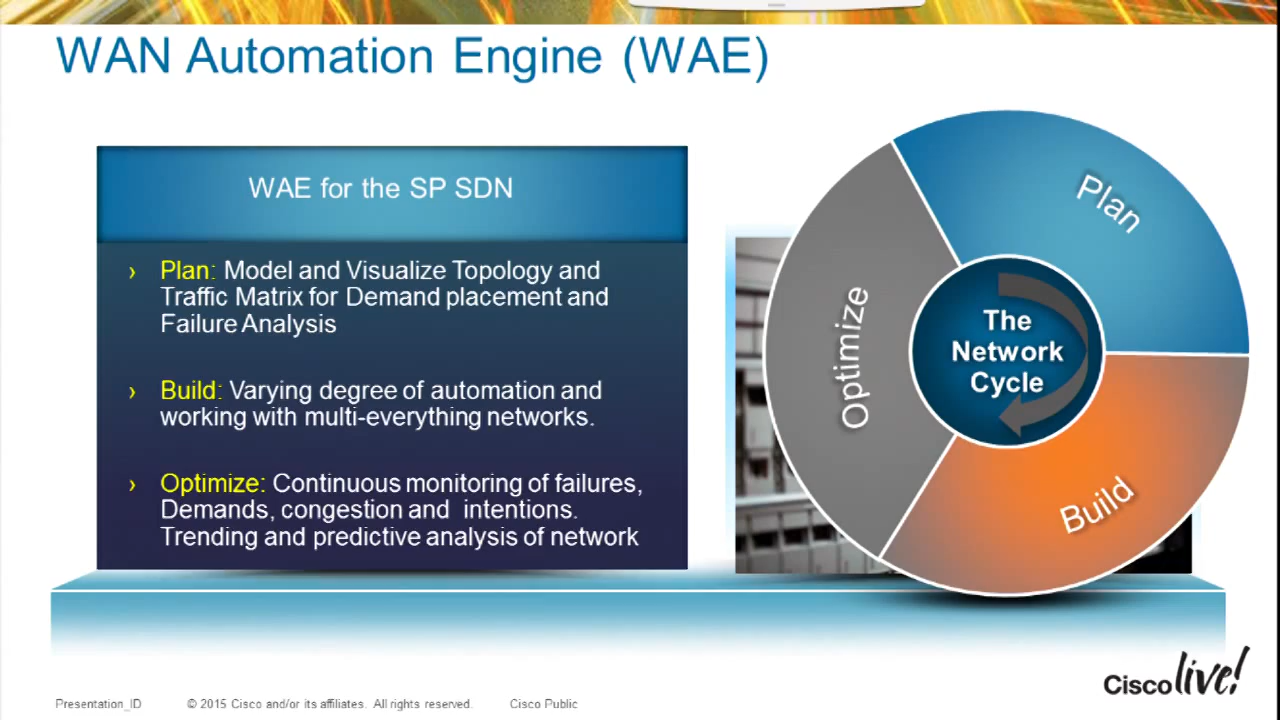 WAN Automation Engine (WAE)
WAE for the SP SDN
› Plan: Model and Visualize Topology and
Traffic Matrix for Demand placement and
Failure Analysis
› Build: Varying degree of automation and
working with multi-everything networks.
› Optimize: Continuous monitoring of failures,
Demands, congestion and intentions.
Trending and predictive analysis of network
Plan
Optimize
The
Network
Cycle
Build
Cisco live!
Presentation_ID © 2015 Cisco and/or its affiliates. All rights reserved. Cisco Public